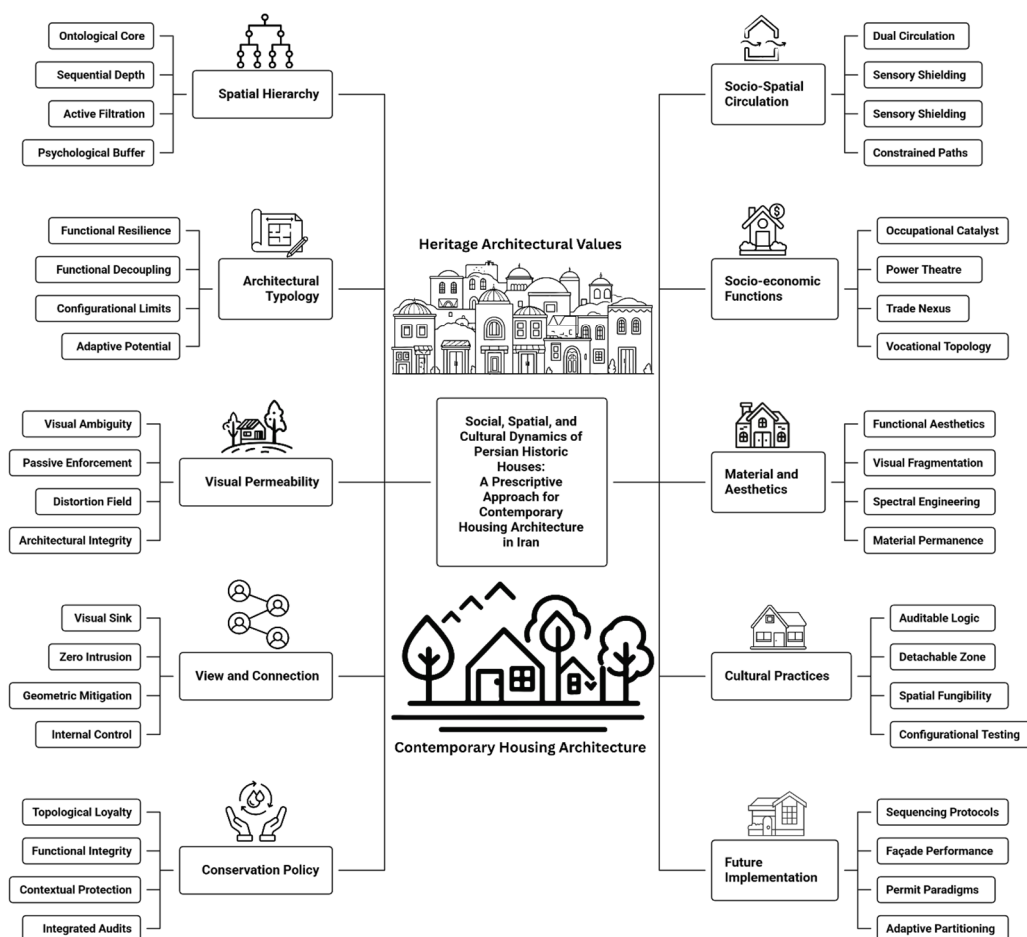 Ontological Core
Sequential Depth
Active Filtration
Psychological Buffer
Spatial Hierarchy
Functional Resilience
Functional Decoupling
Configurational Limits
Adaptive Potential
Architectural
Typology
Visual Ambiguity
Passive Enforcement
Distortion Field
Architectural Integrity
Visual Permeability
Visual Sink
Zero Intrusion
Geometric Mitigation
Internal Control
View and Connection
Topological Loyalty
Functional Integrity
Contextual Protection
Integrated Audits
Conservation Policy
Heritage Architectural Values
Social, Spatial, and
Cultural Dynamics of
Persian Historic
Houses:
A Prescriptive
Approach for
Contemporary
Housing Architecture
in Iran
Contemporary Housing Architecture
Socio-Spatial
Circulation
Dual Circulation
Sensory Shielding
Sensory Shielding
Constrained Paths
$
Socio-economic
Functions
Occupational Catalyst
Power Theatre
Trade Nexus
Vocational Topology
Material and
Aesthetics
Functional Aesthetics
Visual Fragmentation
Spectral Engineering
Material Permanence
Cultural Practices
Auditable Logic
Detachable Zone
Spatial Fungibility
Configurational Testing
Future
Implementation
Sequencing Protocols
Façade Performance
Permit Paradigms
Adaptive Partitioning